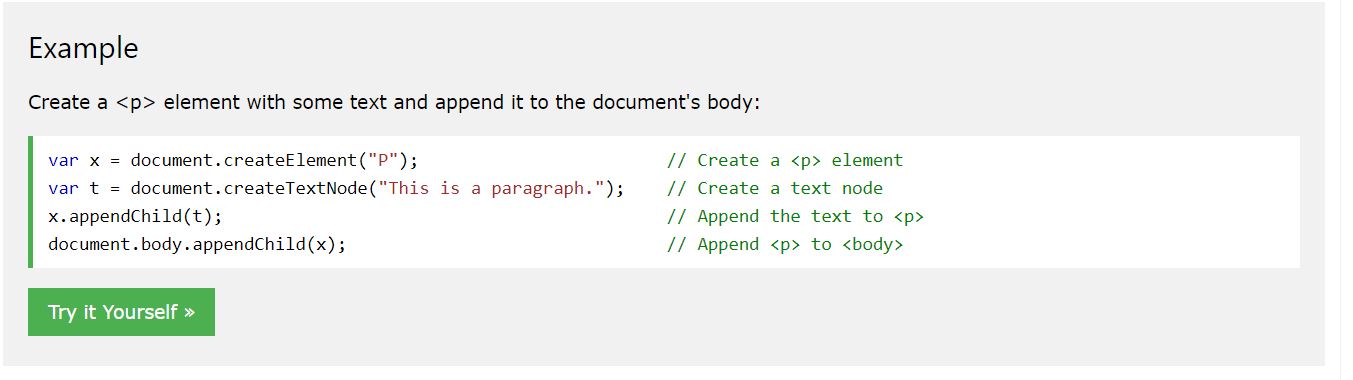 Example
Create a <p> element with some text and append it to the document's body:
var x = document.createElement("P"); // Create a <p> element
var t = document.createTextNode("This is a paragraph."); // Create a text node
x.appendChild(t); // Append the text to <p>
document.body.appendChild(x); // Append <p> to <body>
Try it Yourself »